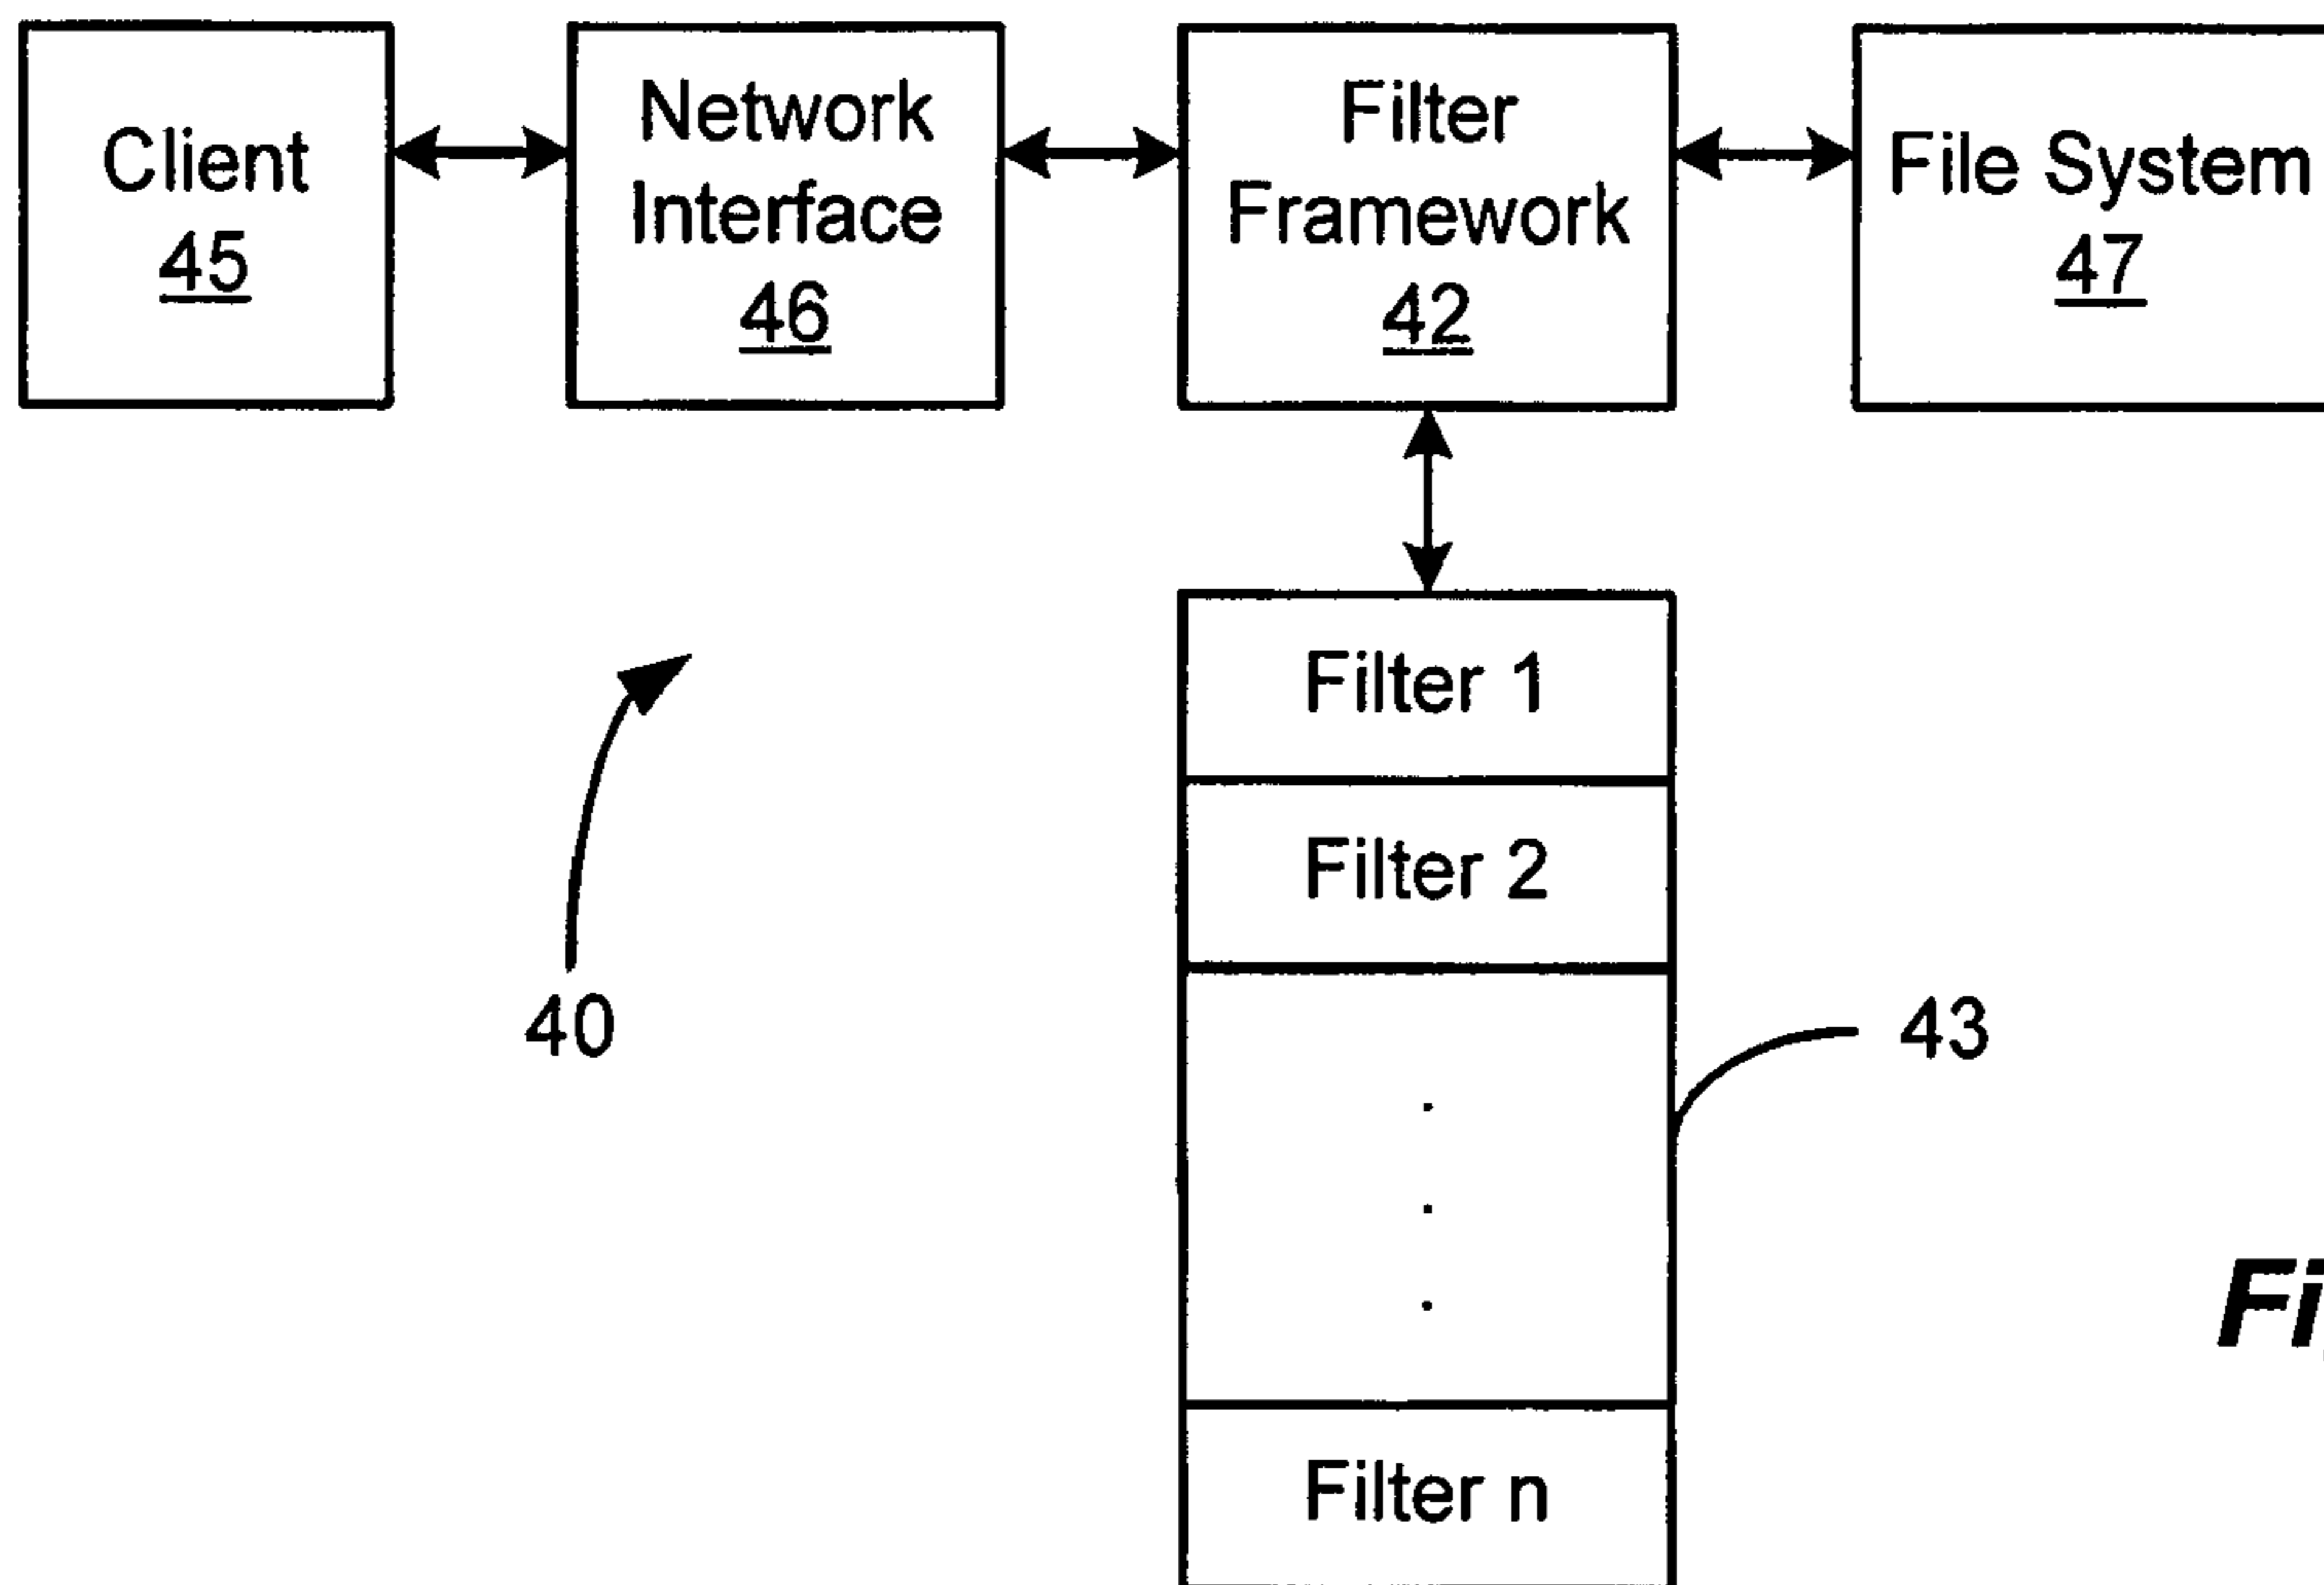 Client
45
Network
Interface
46
Filter
Framework
42
File System
47
Filter 1
Filter 2
40
43
.
.
.
Filter n